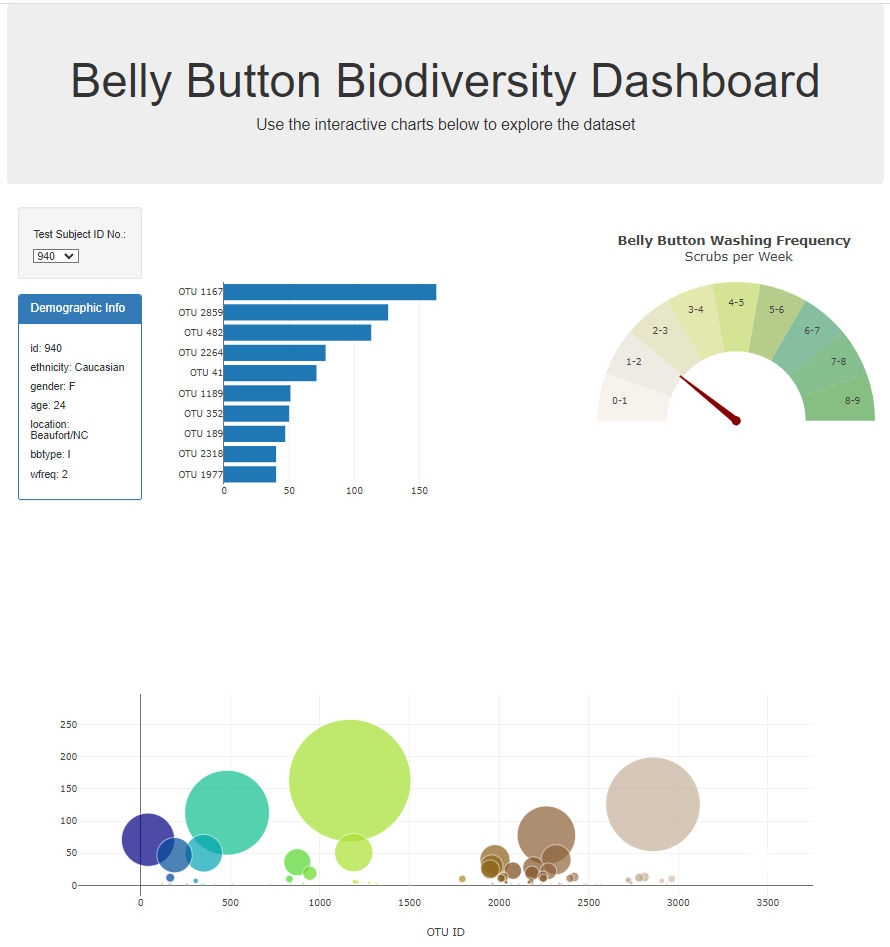 Belly Button Biodiversity Dashboard
Use the interactive charts below to explore the dataset
Test Subject ID No.:
940
Demographic Info
id: 940
ethnicity: Caucasian
gender: F
age: 24
location:
Beaufort/NC
bbtype: I
wfreq: 2
OTU 1167
OTU 2859
OTU 482
OTU 2264
OTU 41
OTU 1189
OTU 352
OTU 189
OTU 2318
OTU 1977
0
50
100
150
Belly Button Washing Frequency
Scrubs per Week
0-1
1-2
2-3
3-4
4-5
5-6
6-7
7-8
8-9
250
200
150
100
50
0
0
500
1000
1500
2000
2500
3000
3500
OTU ID